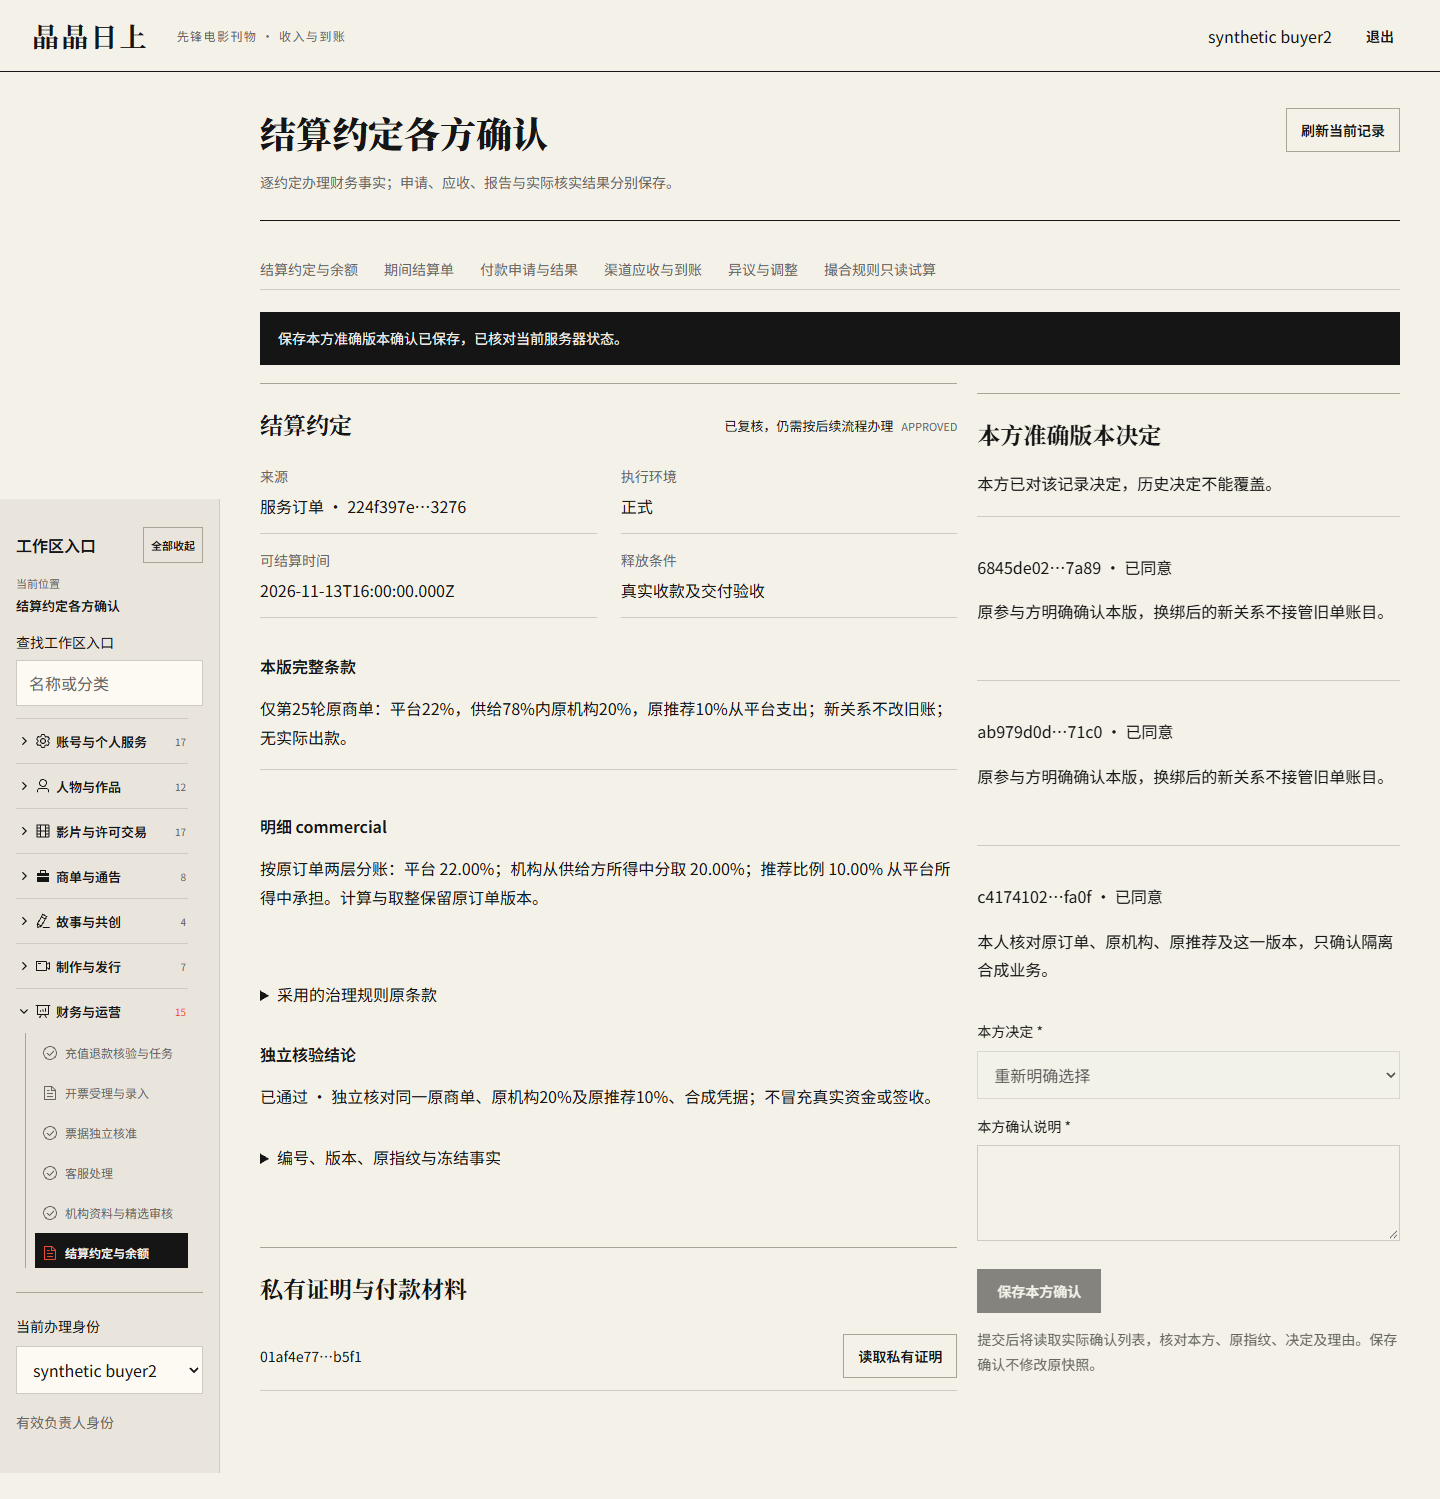 晶晶日上
先锋电影刊物 · 收入与到账
synthetic buyer2
退出
结算约定各方确认
刷新当前记录
逐约定办理财务事实；申请、应收、报告与实际核实结果分别保存。
结算约定与余额
期间结算单
付款申请与结果
渠道应收与到账
异议与调整
撮合规则只读试算
保存本方准确版本确认已保存，已核对当前服务器状态。
工作区入口
全部收起
当前位置
结算约定各方确认
查找工作区入口
名称或分类
账号与个人服务 17
人物与作品 12
影片与许可交易 17
商单与通告 8
故事与共创 4
制作与发行 7
财务与运营 15
充值退款核验与任务
开票受理与录入
票据独立核准
客服处理
机构资料与精选审核
结算约定与余额
当前办理身份
synthetic buyer2
有效负责人身份
结算约定
已复核，仍需按后续流程办理 APPROVED
来源
服务订单 · 224f397e…3276
执行环境
正式
可结算时间
2026-11-13T16:00:00.000Z
释放条件
真实收款及交付验收
本版完整条款
仅第25轮原商单：平台22%，供给78%内原机构20%，原推荐10%从平台支出；新关系不改旧账；
无实际出款。
明细 commercial
按原订单两层分账：平台 22.00%；机构从供给方所得中分取 20.00%；推荐比例 10.00% 从平台所
得中承担。计算与取整保留原订单版本。
采用的治理规则原条款
独立核验结论
已通过 · 独立核对同一原商单、原机构20%及原推荐10%、合成凭据；不冒充真实资金或签收。
编号、版本、原指纹与冻结事实
私有证明与付款材料
01af4e77…b5f1
读取私有证明
本方准确版本决定
本方已对该记录决定，历史决定不能覆盖。
6845de02…7a89 · 已同意
原参与方明确确认本版，换绑后的新关系不接管旧单账目。
ab979d0d…71c0 · 已同意
原参与方明确确认本版，换绑后的新关系不接管旧单账目。
c4174102…fa0f · 已同意
本人核对原订单、原机构、原推荐及这一版本，只确认隔离
合成业务。
本方决定 *
重新明确选择
本方确认说明 *
保存本方确认
提交后将读取实际确认列表，核对本方、原指纹、决定及理由。保存
确认不修改原快照。